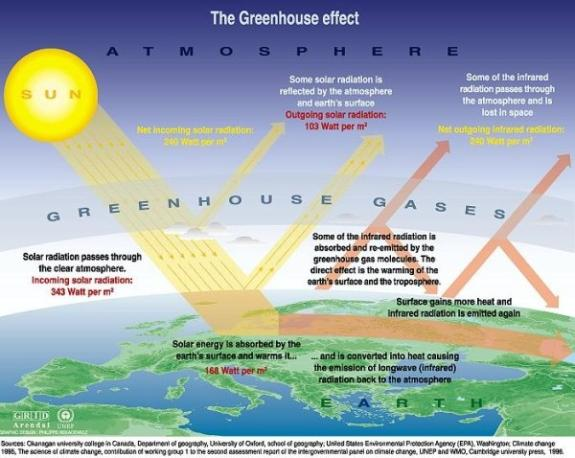 The Greenhouse effect
ATMOSPHERE
SUN
Some solar radiation is
reflected by the atmosphere
and earth's surface
Outgoing solar radiation:
103 Watt per m²
Some of the infrared
radiation passes through
the atmosphere and is
lost in space
Net outgoing infrared radiation:
240 Watt per m²
Net incoming solar radiation:
240 Watt per m²
GREENHOUSE GASES
Solar radiation passes through
the clear atmosphere.
Incoming solar radiation:
343 Watt per m²
Some of the infrared radiation is
absorbed and re-emitted by the
greenhouse gas molecules. The
direct effect is the warming of the
earth's surface and the troposphere.
Surface gains more heat and
infrared radiation is emitted again
Solar energy is absorbed by the
earth's surface and warms it...
168 Watt per m²
... and is converted into heat causing
the emission of longwave (infrared)
radiation back to the atmosphere
EARTH
GRID
Arendal UNEP
GRAPHIC DESIGN: PHILIPPE REKACEWICZ
Sources: Okanagan university college in Canada, Department of geography, University of Oxford, school of geography; United States Environmental Protection Agency (EPA), Washington; Climate change
1995, The science of climate change, contribution of working group 1 to the second assessment report of the intergovernmental panel on climate change, UNEP and WMO, Cambridge university press, 1996.